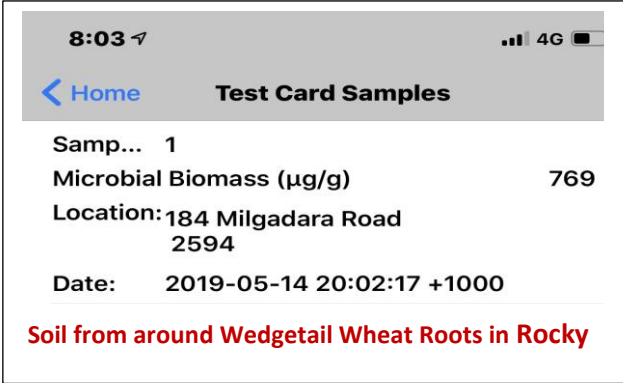 8:03
4G
Home Test Card Samples
Samp... 1
Microbial Biomass (µg/g) 769
Location: 184 Milgadara Road
2594
Date: 2019-05-14 20:02:17 +1000
Soil from around Wedgetail Wheat Roots in Rocky